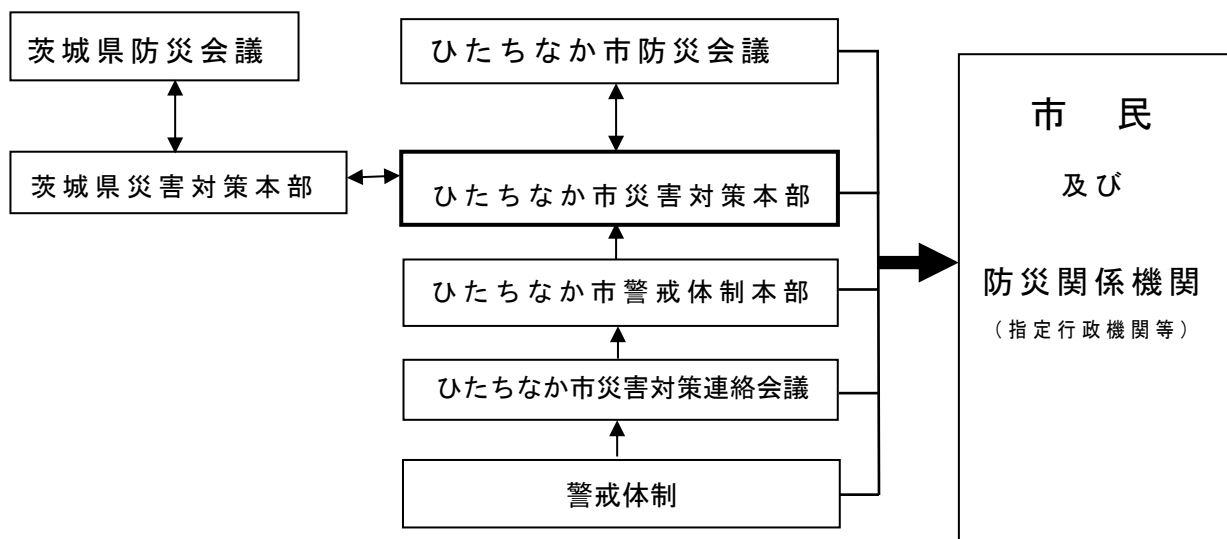 茨城県防災会議
ひたちなか市防災会議
茨城県災害対策本部
ひたちなか市災害対策本部
ひたちなか市警戒体制本部
ひたちなか市災害対策連絡会議
警戒体制
市　民
及び
防災関係機関
（指定行政機関等）